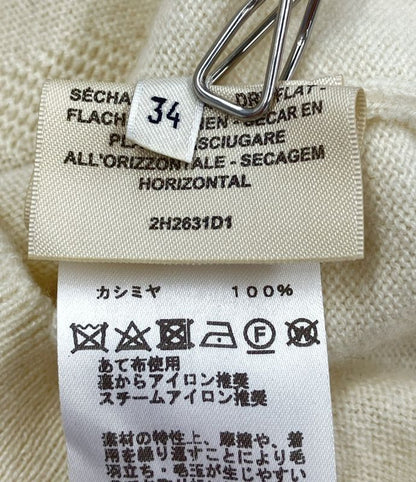 SÉCHA DRY FLAT-
34
FLACH EN - SECAR EN
PLA ASCIUGARE
ALL'ORIZZONTALE - SECAGEM
HORIZONTAL
2H2631D1
カシミヤ 100%
F W
あて布使用
裏からアイロン推奨
スチームアイロン推奨
素材の特性上、摩擦や、着
用を繰り返すことにより毛
羽立ち・毛玉が生じやすい